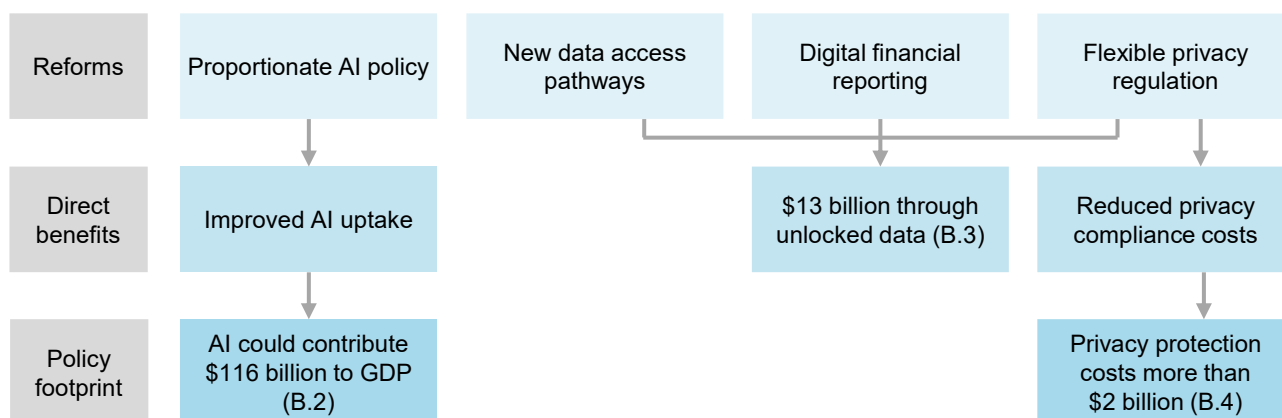 Reforms
Proportionate AI policy
New data access
pathways
Digital financial
reporting
Flexible privacy
regulation
Direct
benefits
Improved AI uptake
$13 billion through
unlocked data (B.3)
Reduced privacy
compliance costs
Policy
footprint
AI could contribute
$116 billion to GDP
(B.2)
Privacy protection
costs more than
$2 billion (B.4)